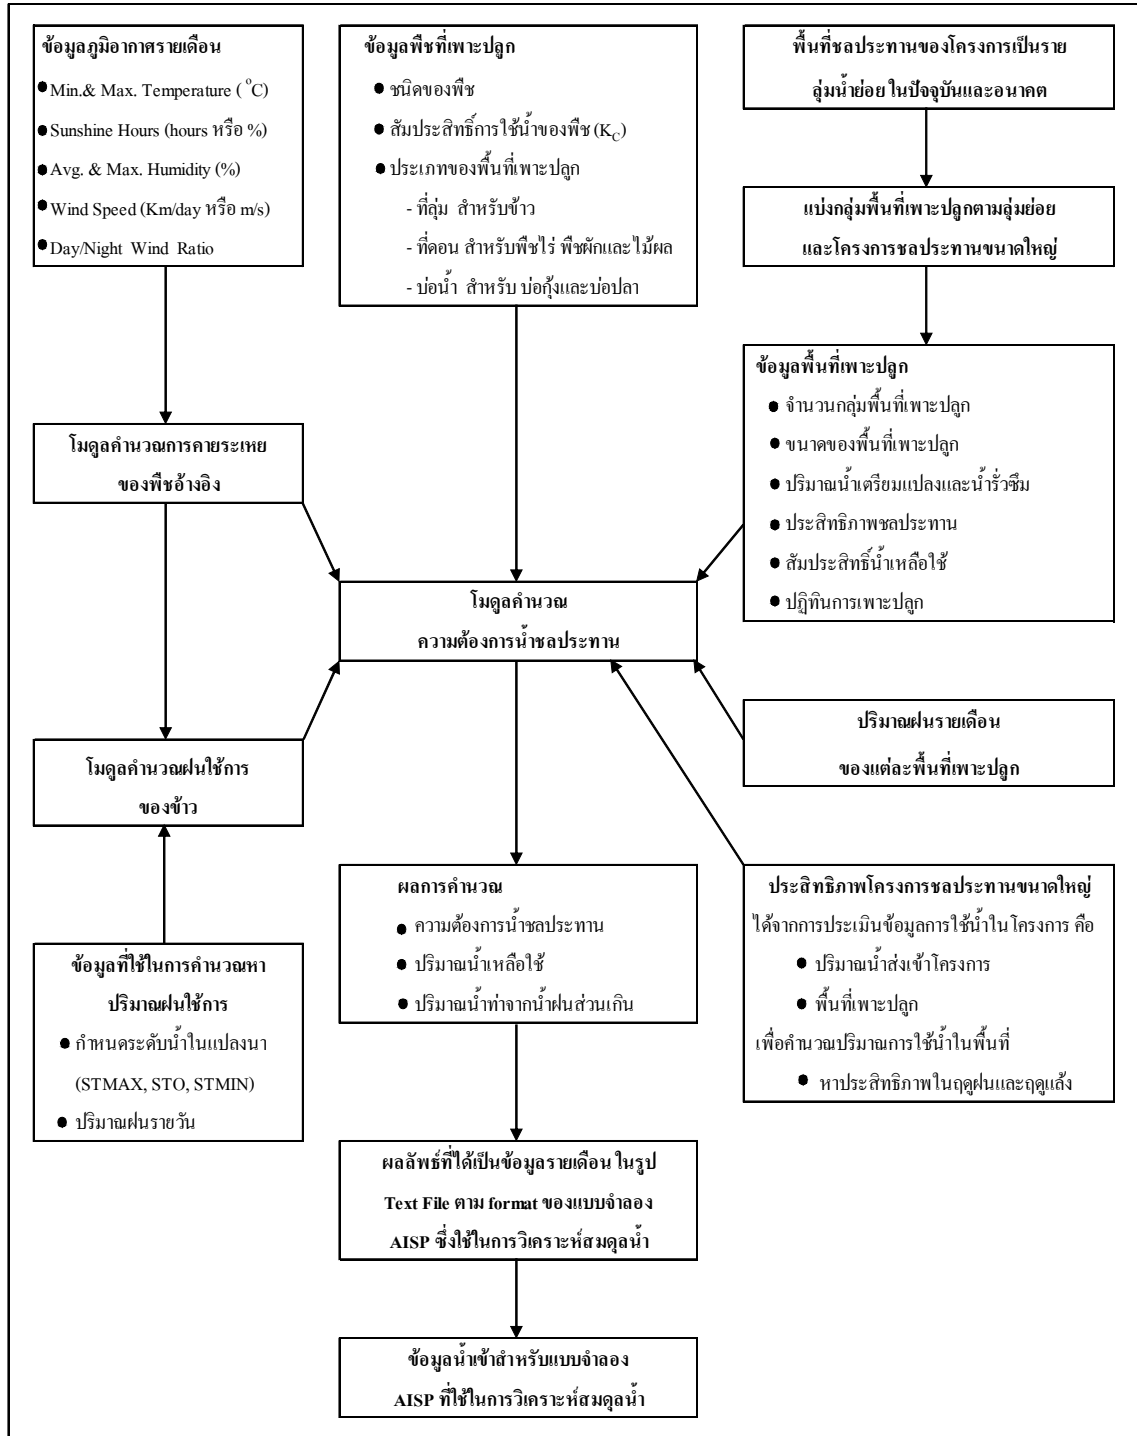 ข้อมูลภูมิอากาศรายเดือน
● Min.& Max. Temperature ( °C)
● Sunshine Hours (hours หรือ %)
● Avg. & Max. Humidity (%)
● Wind Speed (Km/day หรือ m/s)
● Day/Night Wind Ratio
ข้อมูลพืชที่เพาะปลูก
● ชนิดของพืช
● สัมประสิทธิ์การใช้น้ำของพืช (KC)
● ประเภทของพื้นที่เพาะปลูก
- ที่ลุ่ม สำหรับข้าว
- ที่ดอน สำหรับพืชไร่ พืชผักและไม้ผล
- บ่อน้ำ สำหรับ บ่อกุ้งและบ่อปลา
พื้นที่ชลประทานของโครงการเป็นราย
ลุ่มน้ำย่อย ในปัจจุบันและอนาคต
แบ่งกลุ่มพื้นที่เพาะปลูกตามลุ่มย่อย
และโครงการชลประทานขนาดใหญ่
ข้อมูลพื้นที่เพาะปลูก
● จำนวนกลุ่มพื้นที่เพาะปลูก
● ขนาดของพื้นที่เพาะปลูก
● ปริมาณน้ำเตรียมแปลงและน้ำรั่วซึม
● ประสิทธิภาพชลประทาน
● สัมประสิทธิ์น้ำเหลือใช้
● ปฏิทินการเพาะปลูก
โมดูลคำนวณการคายระเหย
ของพืชอ้างอิง
โมดูลคำนวณ
ความต้องการน้ำชลประทาน
ปริมาณฝนรายเดือน
ของแต่ละพื้นที่เพาะปลูก
โมดูลคำนวณฝนใช้การ
ของข้าว
ข้อมูลที่ใช้ในการคำนวณหา
ปริมาณฝนใช้การ
● กำหนดระดับน้ำในแปลงนา
(STMAX, STO, STMIN)
● ปริมาณฝนรายวัน
ผลการคำนวณ
● ความต้องการน้ำชลประทาน
● ปริมาณน้ำเหลือใช้
● ปริมาณน้ำท่าจากน้ำฝนส่วนเกิน
ประสิทธิภาพโครงการชลประทานขนาดใหญ่
ได้จากการประเมินข้อมูลการใช้น้ำในโครงการ คือ
● ปริมาณน้ำส่งเข้าโครงการ
● พื้นที่เพาะปลูก
เพื่อคำนวณปริมาณการใช้น้ำในพื้นที่
● หาประสิทธิภาพในฤดูฝนและฤดูแล้ง
ผลลัพธ์ที่ได้เป็นข้อมูลรายเดือน ในรูป
Text File ตาม format ของแบบจำลอง
AISP ซึ่งใช้ในการวิเคราะห์สมดุลน้ำ
ข้อมูลน้ำเข้าสำหรับแบบจำลอง
AISP ที่ใช้ในการวิเคราะห์สมดุลน้ำ